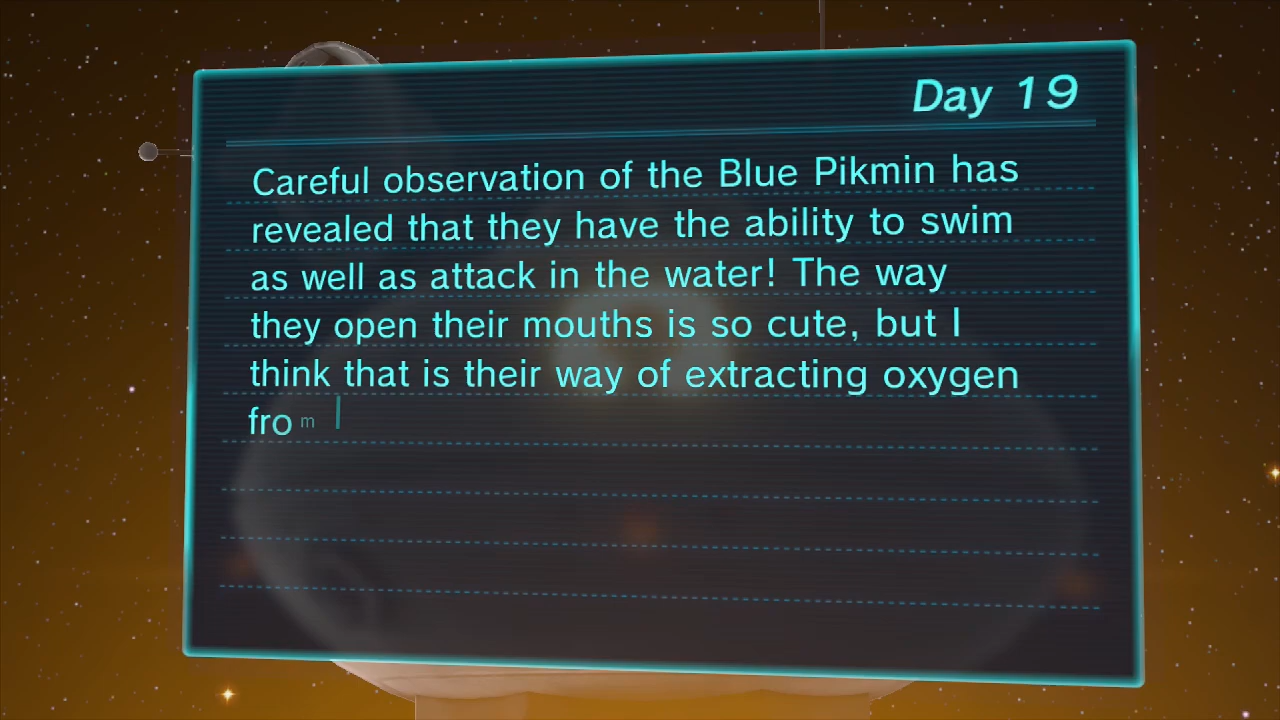 Day 19
Careful observation of the Blue Pikmin has
revealed that they have the ability to swim
as well as attack in the water! The way
they open their mouths is so cute, but I
think that is their way of extracting oxygen
from